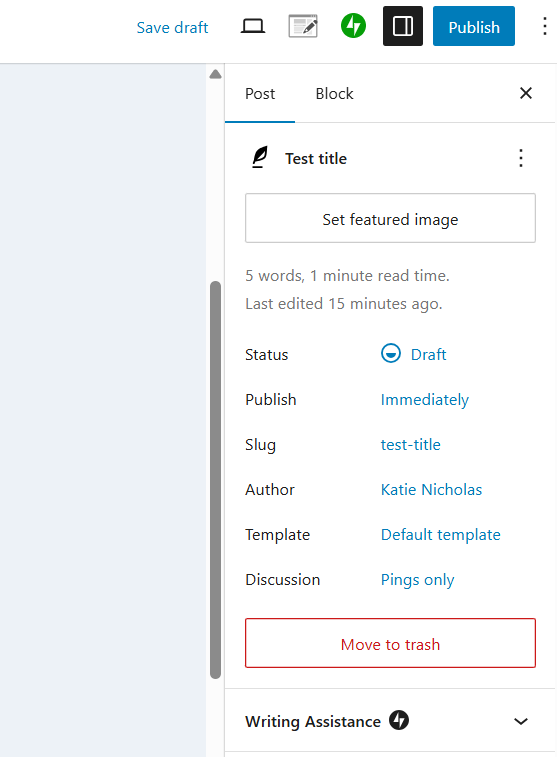 Save draft
Publish
Post Block
Test title
Set featured image
5 words, 1 minute read time.
Last edited 15 minutes ago.
Status Draft
Publish Immediately
Slug test-title
Author Katie Nicholas
Template Default template
Discussion Pings only
Move to trash
Writing Assistance